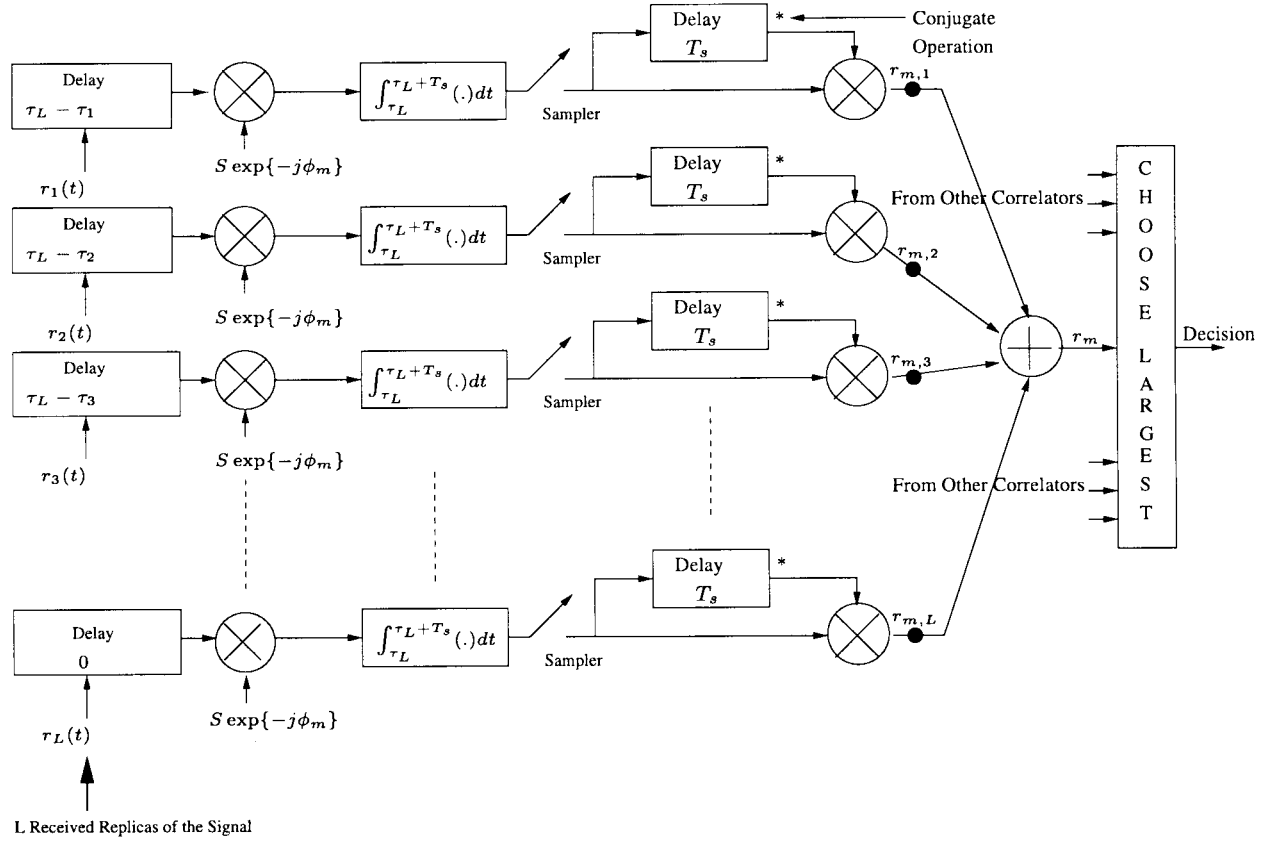 Delay
T_s
*
Conjugate
Operation
Delay
τ_L − τ_1
∫_{τ_L}^{τ_L+T_s}(.)dt
Sampler
r_{m,1}
S exp{−jϕ_m}
r_1(t)
Delay
T_s
*
From Other Correlators
Delay
τ_L − τ_2
∫_{τ_L}^{τ_L+T_s}(.)dt
Sampler
r_{m,2}
S exp{−jϕ_m}
r_2(t)
Delay
T_s
*
Delay
τ_L − τ_3
∫_{τ_L}^{τ_L+T_s}(.)dt
Sampler
r_{m,3}
S exp{−jϕ_m}
r_3(t)
r_m
C
H
O
O
S
E
L
A
R
G
E
S
T
Decision
From Other Correlators
Delay
T_s
*
Delay
0
∫_{τ_L}^{τ_L+T_s}(.)dt
Sampler
r_{m,L}
S exp{−jϕ_m}
r_L(t)
L Received Replicas of the Signal